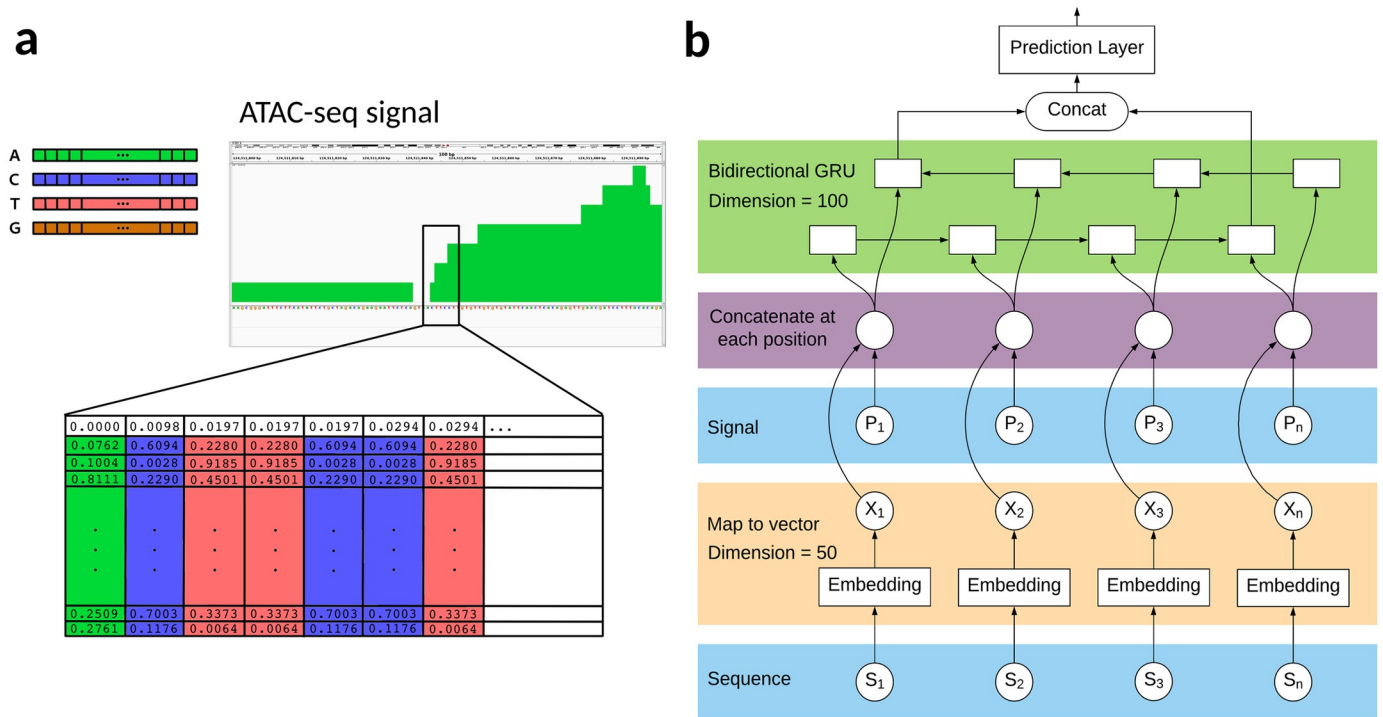 a
ATAC-seq signal
A ...
C ...
T ...
G ...
100 bp
0.0000 0.0098 0.0197 0.0197 0.0197 0.0294 0.0294 ...
0.0762 0.6094 0.2280 0.2280 0.6094 0.6094 0.2280
0.1004 0.0028 0.9185 0.9185 0.0028 0.0028 0.9185
0.8111 0.2290 0.4501 0.4501 0.2290 0.2290 0.4501
0.2509 0.7003 0.3373 0.3373 0.7003 0.7003 0.3373
0.2761 0.1176 0.0064 0.0064 0.1176 0.1176 0.0064
b
Prediction Layer
Concat
Bidirectional GRU
Dimension = 100
Concatenate at
each position
Signal
P1 P2 P3 Pn
X1 X2 X3 Xn
Map to vector
Dimension = 50
Embedding Embedding Embedding Embedding
Sequence
S1 S2 S3 Sn